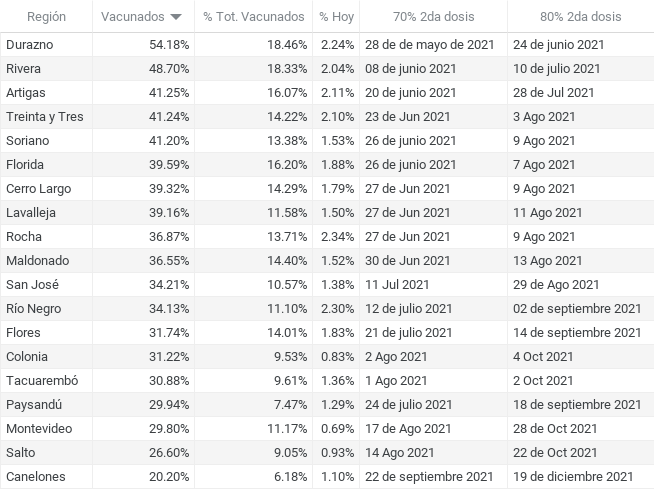 Región Vacunados % Tot. Vacunados % Hoy 70% 2da dosis 80% 2da dosis
Durazno 54.18% 18.46% 2.24% 28 de de mayo de 2021 24 de junio 2021
Rivera 48.70% 18.33% 2.04% 08 de junio 2021 10 de julio 2021
Artigas 41.25% 16.07% 2.11% 20 de junio 2021 28 de Jul 2021
Treinta y Tres 41.24% 14.22% 2.10% 23 de Jun 2021 3 Ago 2021
Soriano 41.20% 13.38% 1.53% 26 de junio 2021 9 Ago 2021
Florida 39.59% 16.20% 1.88% 26 de junio 2021 7 Ago 2021
Cerro Largo 39.32% 14.29% 1.79% 27 de Jun 2021 9 Ago 2021
Lavalleja 39.16% 11.58% 1.50% 27 de Jun 2021 11 Ago 2021
Rocha 36.87% 13.71% 2.34% 27 de Jun 2021 9 Ago 2021
Maldonado 36.55% 14.40% 1.52% 30 de Jun 2021 13 Ago 2021
San José 34.21% 10.57% 1.38% 11 Jul 2021 29 de Ago 2021
Río Negro 34.13% 11.10% 2.30% 12 de julio 2021 02 de septiembre 2021
Flores 31.74% 14.01% 1.83% 21 de julio 2021 14 de septiembre 2021
Colonia 31.22% 9.53% 0.83% 2 Ago 2021 4 Oct 2021
Tacuarembó 30.88% 9.61% 1.36% 1 Ago 2021 2 Oct 2021
Paysandú 29.94% 7.47% 1.29% 24 de julio 2021 18 de septiembre 2021
Montevideo 29.80% 11.17% 0.69% 17 de Ago 2021 28 de Oct 2021
Salto 26.60% 9.05% 0.93% 14 Ago 2021 22 de Oct 2021
Canelones 20.20% 6.18% 1.10% 22 de septiembre 2021 19 de diciembre 2021